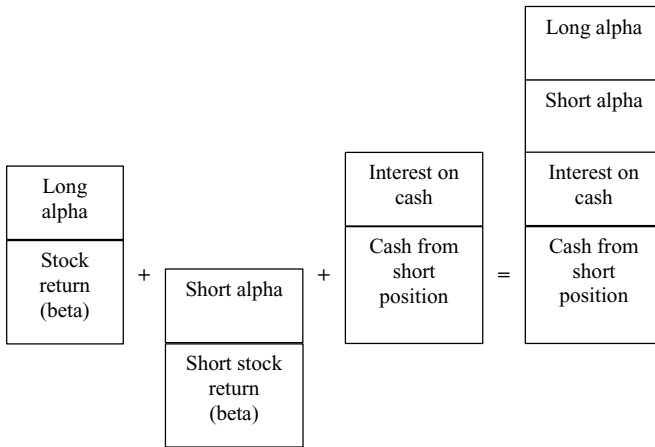 Long
alpha
Stock
return
(beta)
+
Short alpha
Short stock
return
(beta)
+
Interest on
cash
Cash from
short
position
=
Long alpha
Short alpha
Interest on
cash
Cash from
short
position